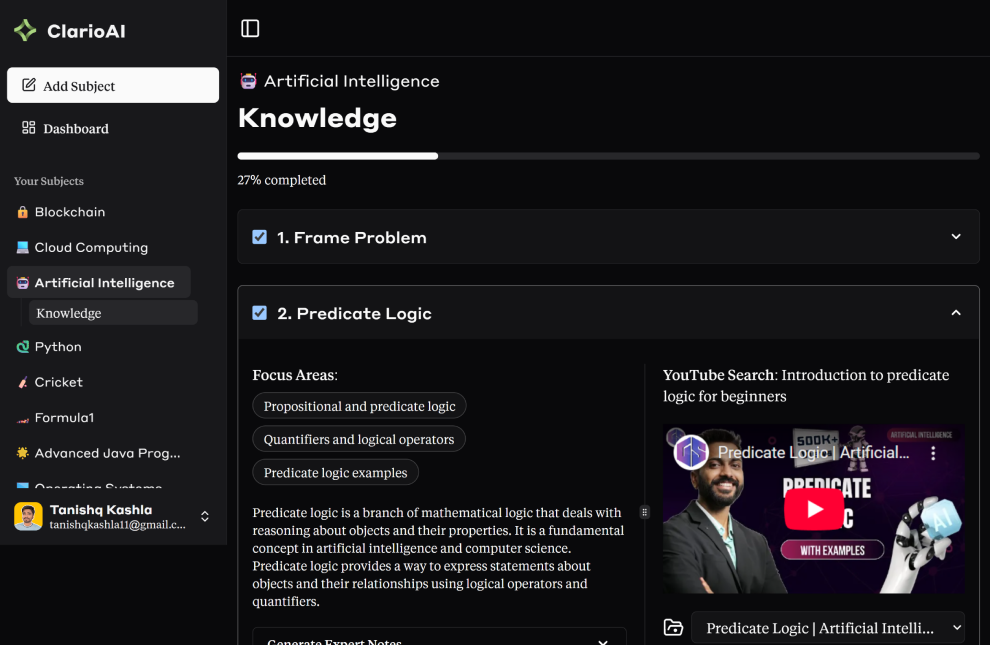 ClarioAI
Add Subject
Dashboard
Your Subjects
Blockchain
Cloud Computing
Artificial Intelligence
Knowledge
Python
Cricket
Formula1
Advanced Java Prog...
Operating Systems
Tanishq Kashla
tanishqkashla11@gmail.c...
Artificial Intelligence
Knowledge
27% completed
1. Frame Problem
2. Predicate Logic
Focus Areas:
Propositional and predicate logic
Quantifiers and logical operators
Predicate logic examples
Predicate logic is a branch of mathematical logic that deals with
reasoning about objects and their properties. It is a fundamental
concept in artificial intelligence and computer science.
Predicate logic provides a way to express statements about
objects and their relationships using logical operators and
quantifiers.
Generate Expert Notes
YouTube Search: Introduction to predicate
logic for beginners
500K+
ARTIFICIAL INTELLIGENCE
Predicate Logic | Artificial...
PREDICATE
WITH EXAMPLES
AI
Predicate Logic | Artificial Intelli...